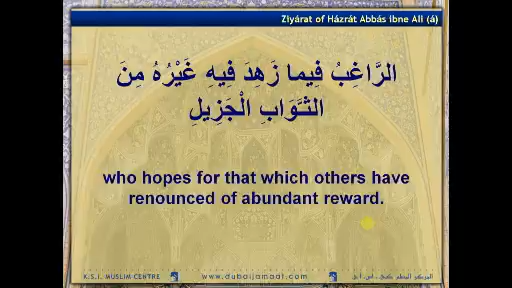 Ziyárat of Házrát Abbás ibne Ali (á)
الرَّاغِبُ فِيما زَهِدَ فِيهِ غَيْرُهُ مِنَ
الثَّوَابِ الْجَزِيلِ
who hopes for that which others have
renounced of abundant reward.
K.S.I. MUSLIM CENTRE
www.dubaijamaat.com